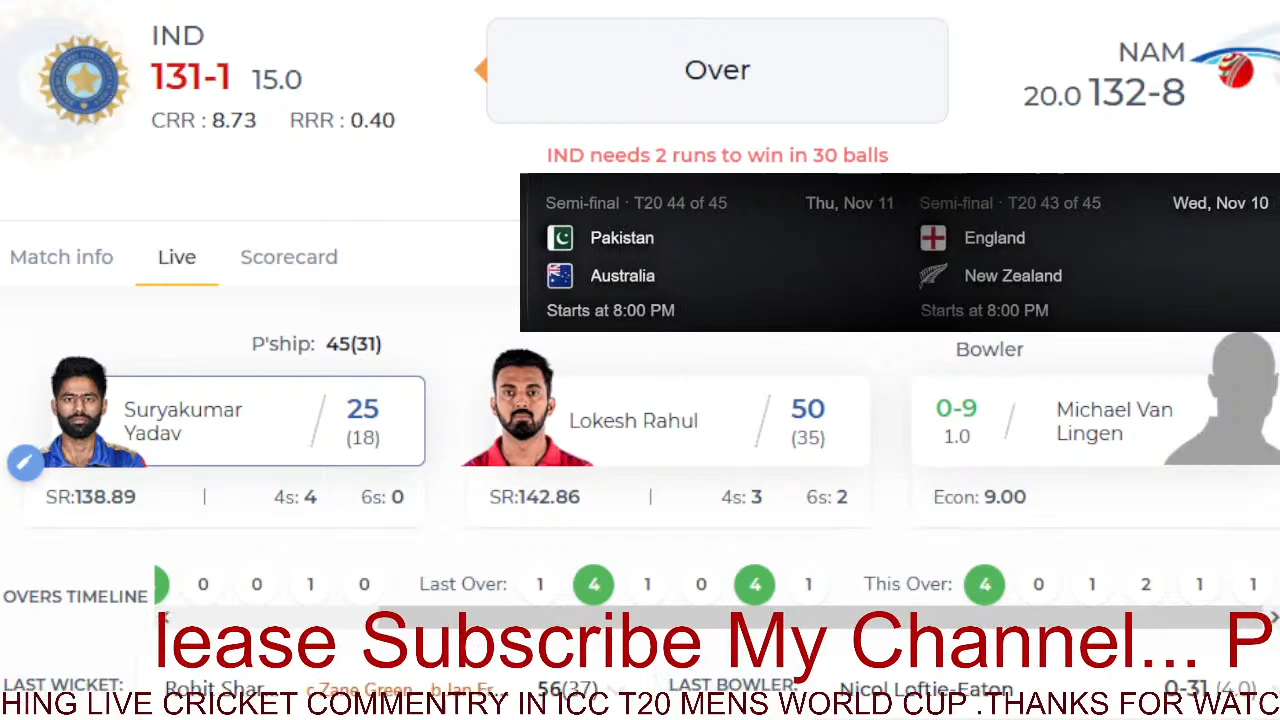 IND
131-1 15.0
CRR : 8.73 RRR : 0.40
Over
NAM
20.0 132-8
IND needs 2 runs to win in 30 balls
Semi-final · T20 44 of 45 Thu, Nov 11
Pakistan
Australia
Starts at 8:00 PM
Semi-final · T20 43 of 45 Wed, Nov 10
England
New Zealand
Starts at 8:00 PM
Match info Live Scorecard
P'ship: 45(31)
Bowler
Suryakumar Yadav 25 (18)
SR:138.89 | 4s: 4 6s: 0
Lokesh Rahul 50 (35)
SR:142.86 | 4s: 3 6s: 2
0-9 1.0 Michael Van Lingen
Econ: 9.00
OVERS TIMELINE 0 0 1 0 Last Over: 1 4 1 0 4 1 This Over: 4 0 1 2 1 1
lease Subscribe My Channel... P
LAST WICKET: Rohit Shar... c Zane Green b Jan Fr.. 56(37) LAST BOWLER: Nicol Loftie-Eaton 0-31 (4.0)
HING LIVE CRICKET COMMENTRY IN ICC T20 MENS WORLD CUP .THANKS FOR WATC